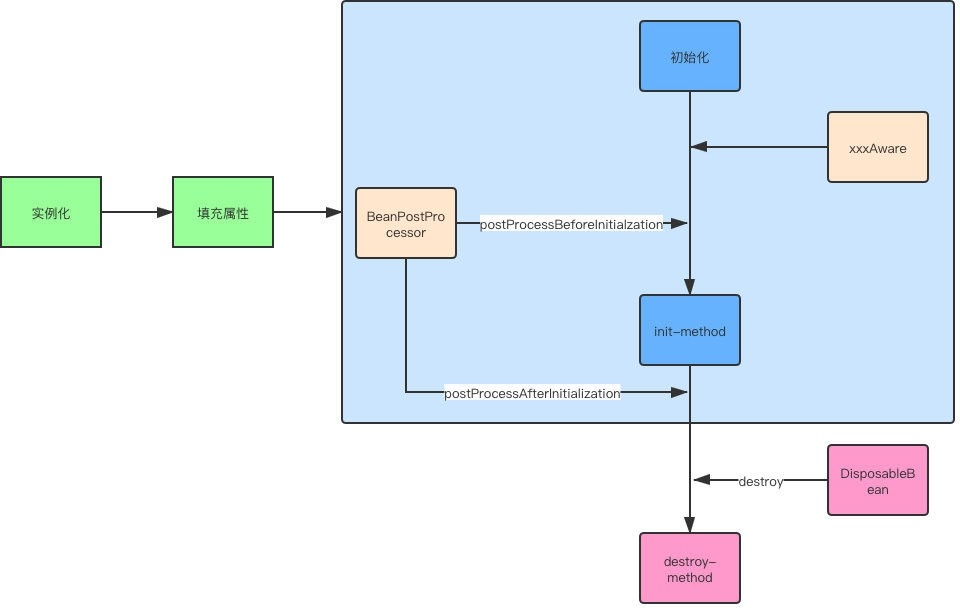 初始化
xxxAware
实例化
填充属性
BeanPostPro
cessor
postProcessBeforeInitialzation
init-method
postProcessAfterInitialization
DisposableB
ean
destroy
destroy-
method